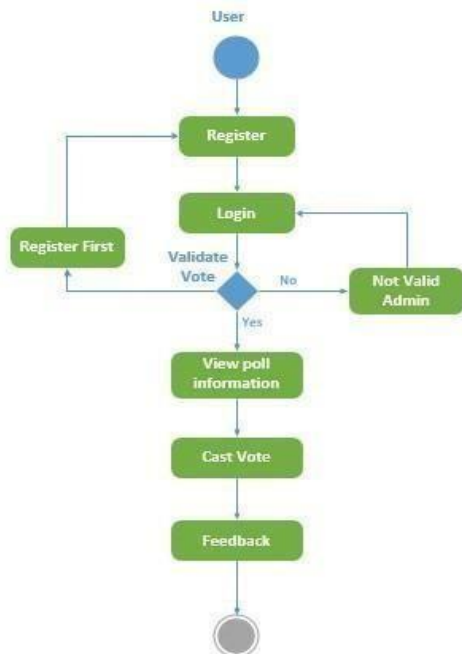 User
Register
Login
Register First
Validate
Vote
No
Not Valid
Admin
Yes
View poll
information
Cast Vote
Feedback